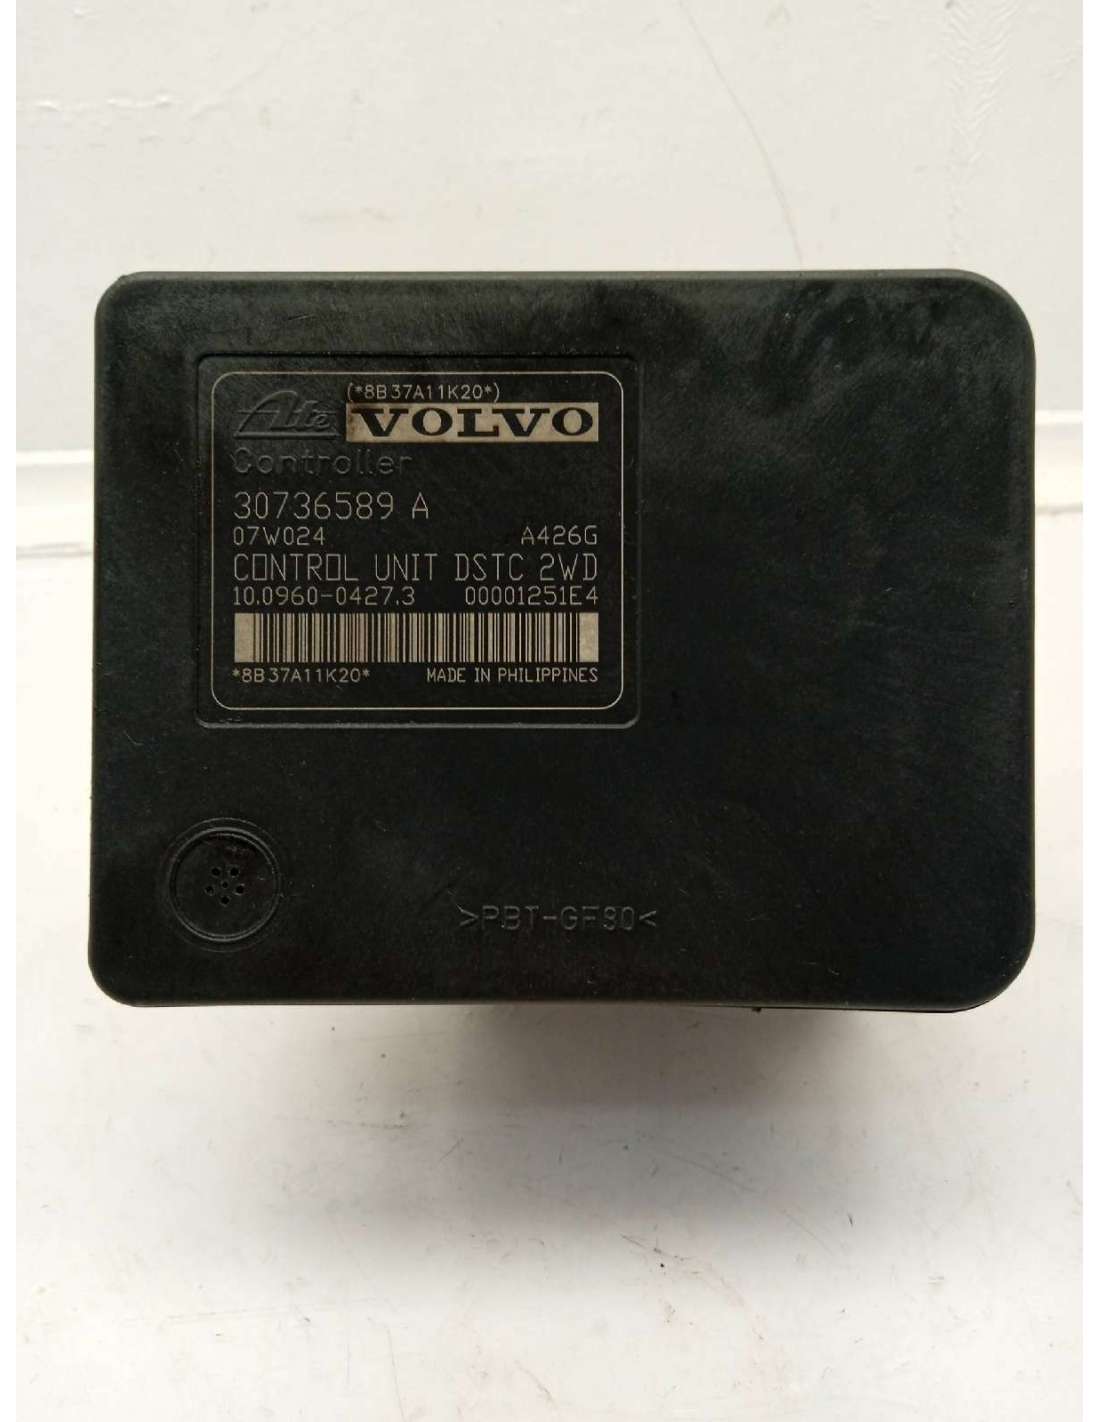 (*8B37A11K20*)
Ate VOLVO
Controller
30736589 A
07W024 A426G
CONTROL UNIT DSTC 2WD
10.0960-0427.3 00001251E4
*8B37A11K20* MADE IN PHILIPPINES
>PBT-GF30<